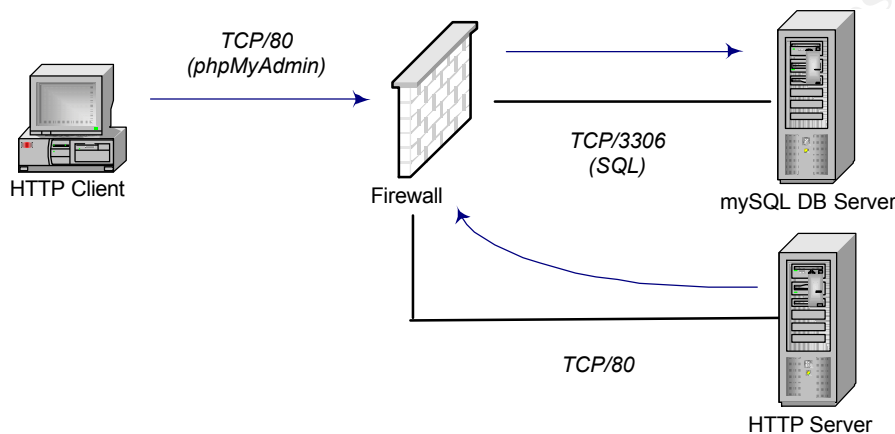 TCP/80
(phpMyAdmin)
HTTP Client
Firewall
TCP/3306
(SQL)
mySQL DB Server
TCP/80
HTTP Server